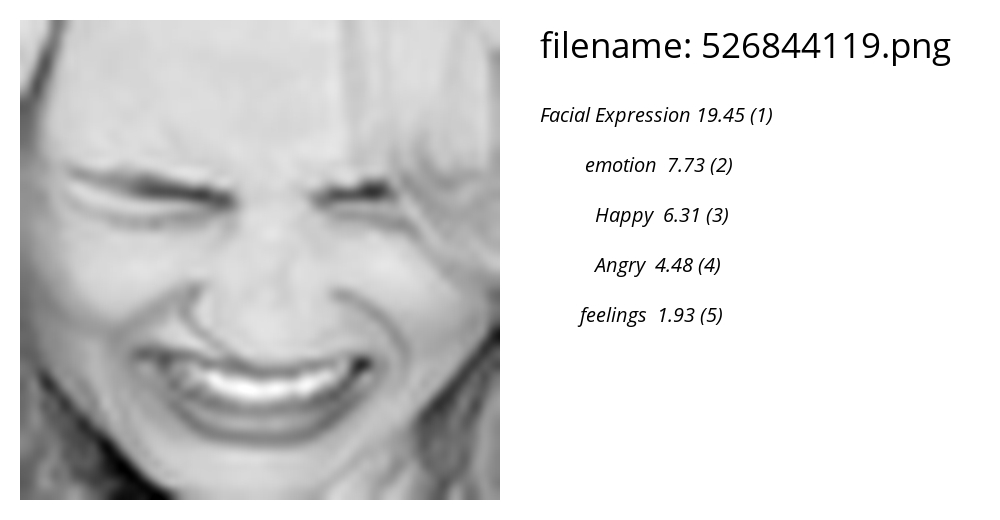 filename: 526844119.png
Facial Expression 19.45 (1)
emotion 7.73 (2)
Happy 6.31 (3)
Angry 4.48 (4)
feelings 1.93 (5)